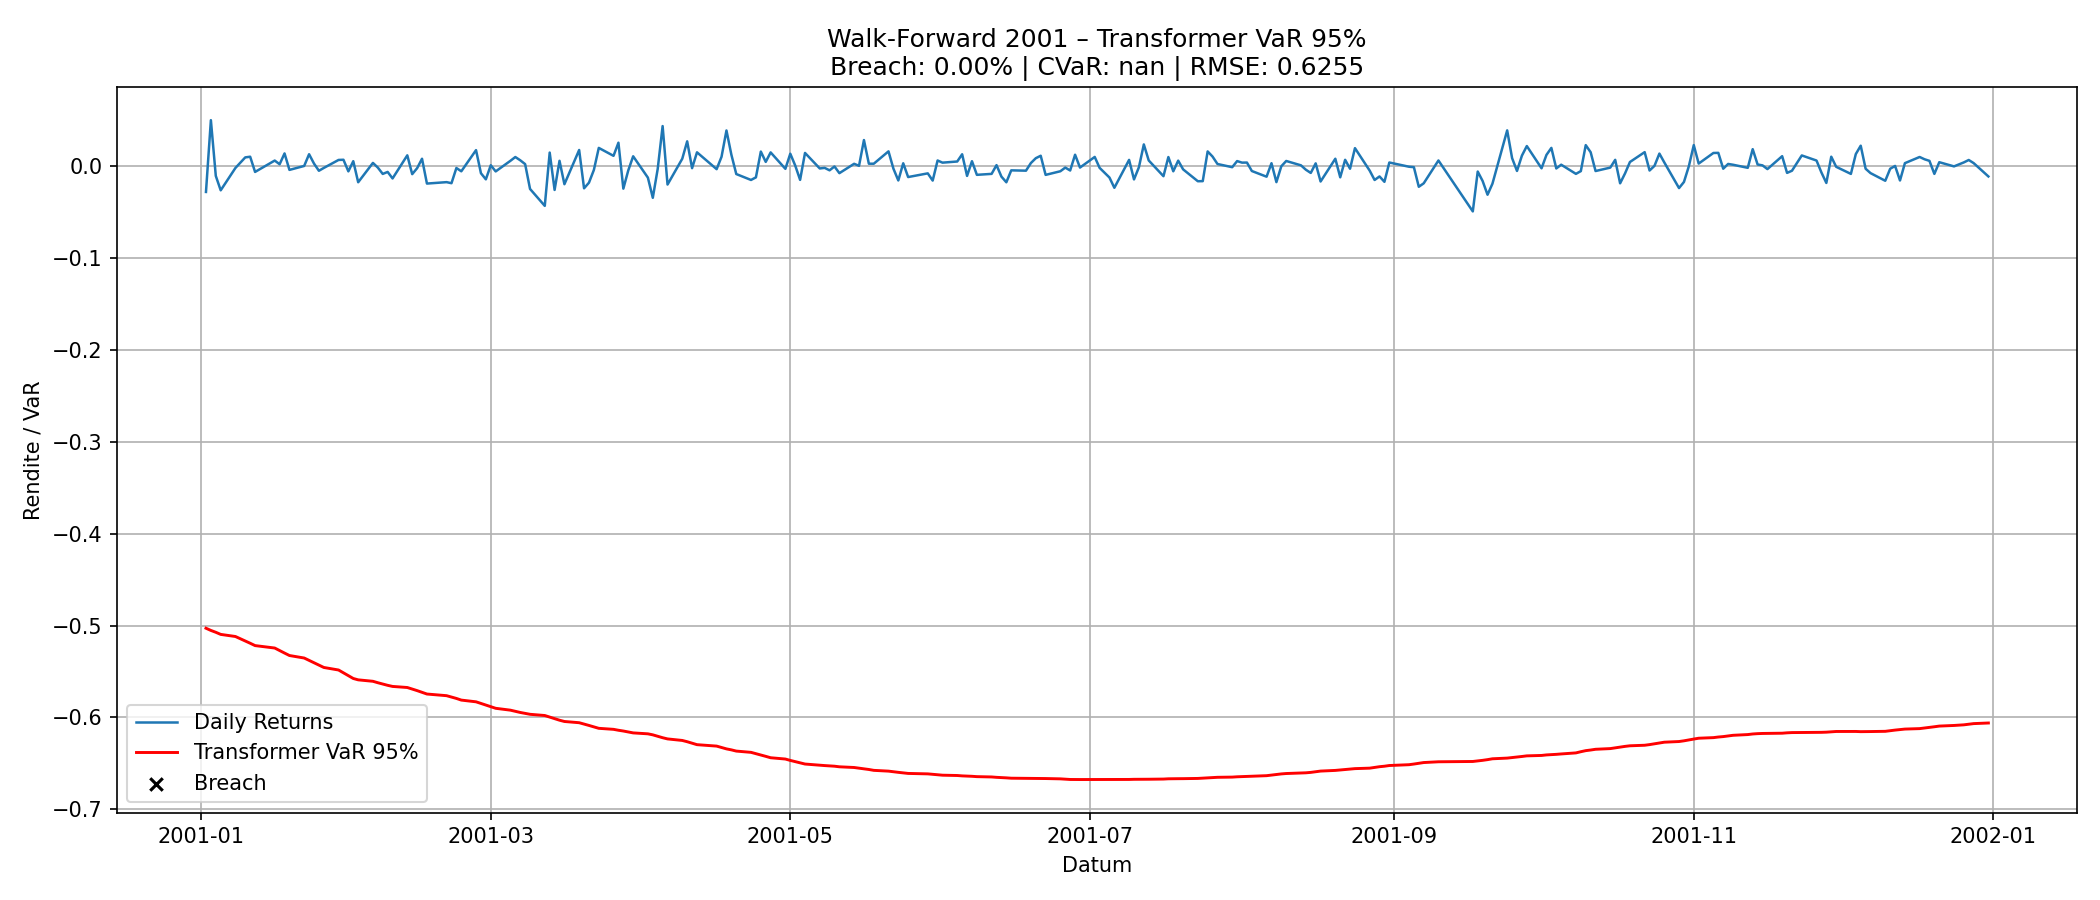 Walk-Forward 2001 – Transformer VaR 95%
Breach: 0.00% | CVaR: nan | RMSE: 0.6255
Rendite / VaR
0.0
−0.1
−0.2
−0.3
−0.4
−0.5
−0.6
−0.7
Daily Returns
Transformer VaR 95%
Breach
2001-01
2001-03
2001-05
2001-07
2001-09
2001-11
2002-01
Datum